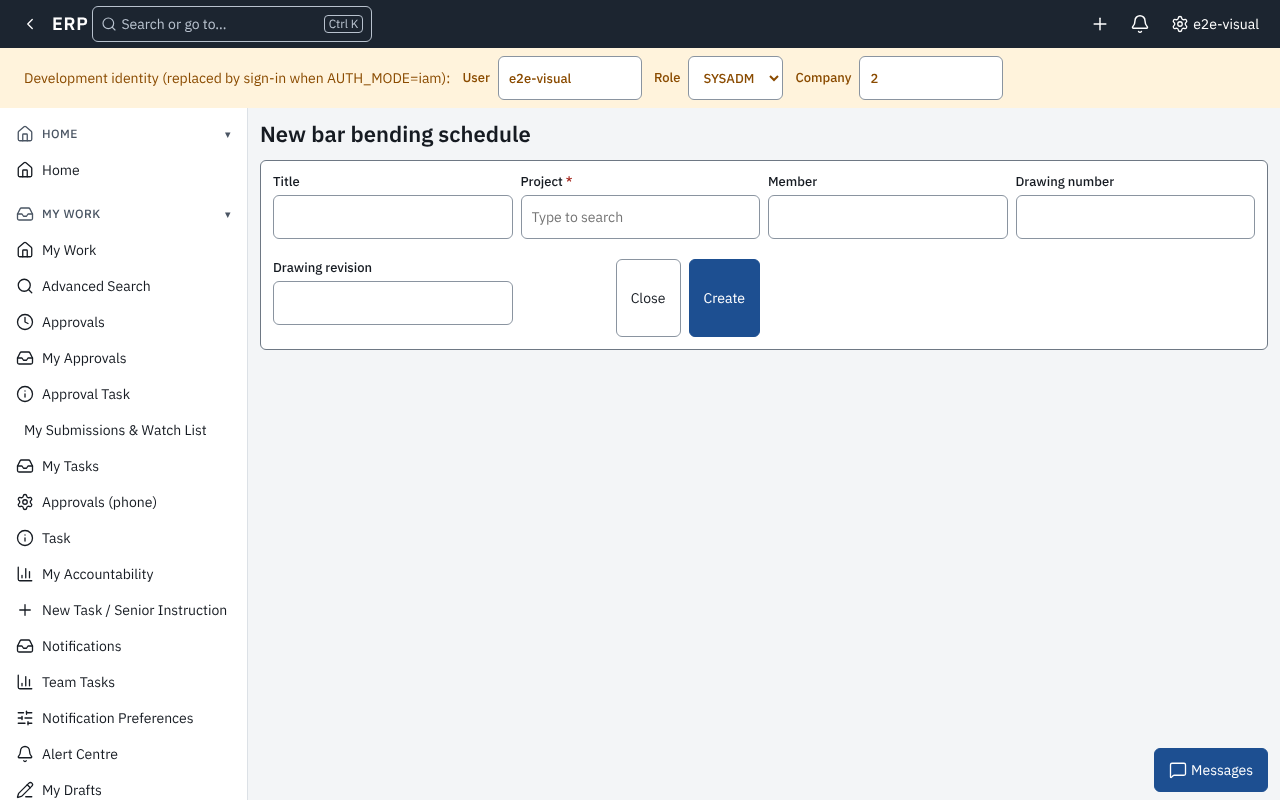 ERP
Search or go to...
Ctrl K
e2e-visual
Development identity (replaced by sign-in when AUTH_MODE=iam):
User
e2e-visual
Role
SYSADM
Company
2
HOME
Home
MY WORK
My Work
Advanced Search
Approvals
My Approvals
Approval Task
My Submissions & Watch List
My Tasks
Approvals (phone)
Task
My Accountability
New Task / Senior Instruction
Notifications
Team Tasks
Notification Preferences
Alert Centre
My Drafts
New bar bending schedule
Title
Project *
Type to search
Member
Drawing number
Drawing revision
Close
Create
Messages